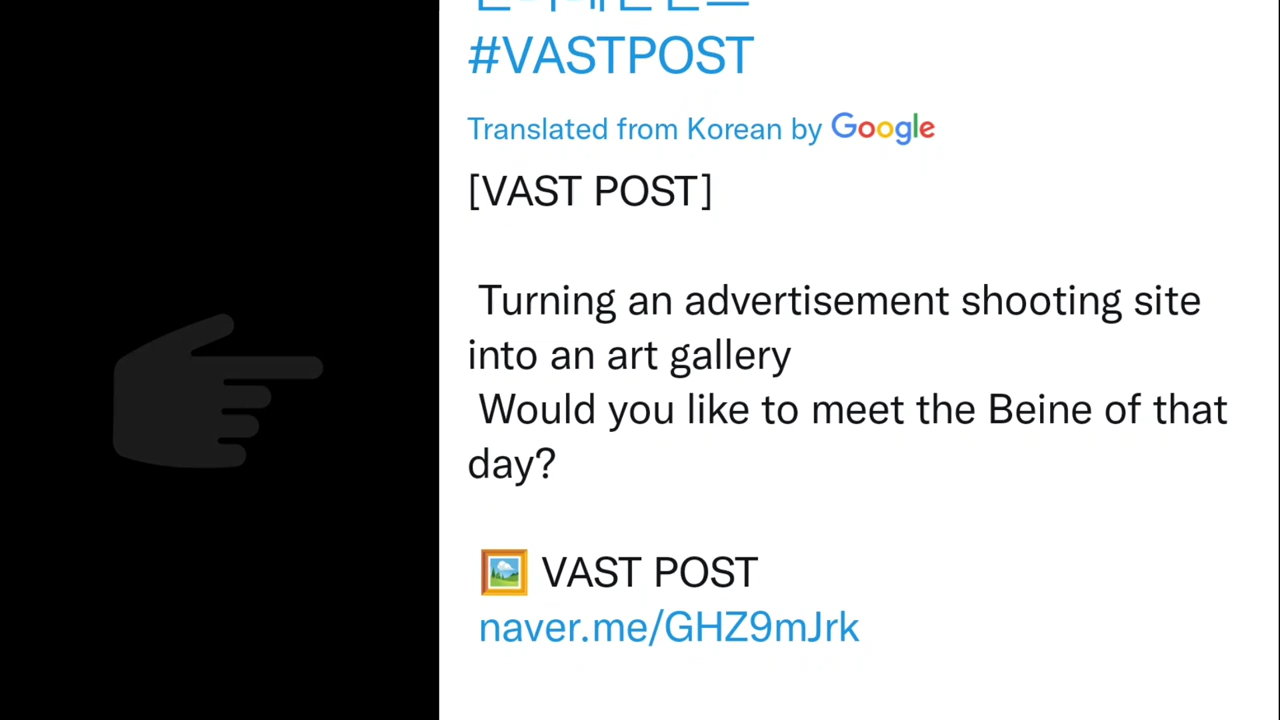 #VASTPOST
Translated from Korean by Google
[VAST POST]
Turning an advertisement shooting site
into an art gallery
Would you like to meet the Beine of that
day?
🖼️ VAST POST
naver.me/GHZ9mJrk